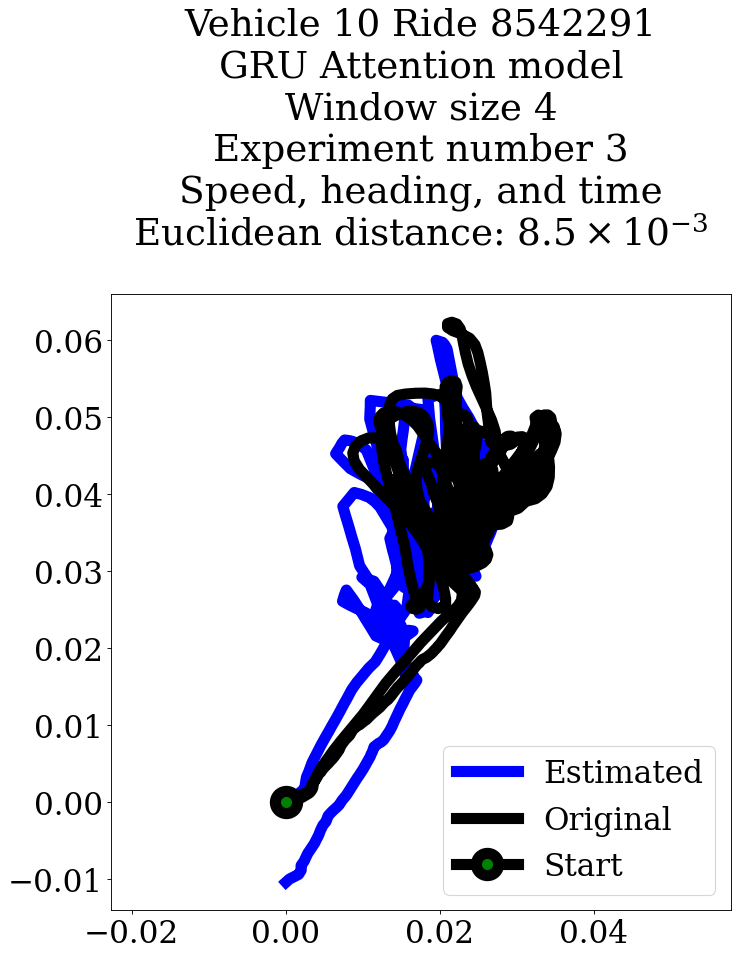 Vehicle 10 Ride 8542291
GRU Attention model
Window size 4
Experiment number 3
Speed, heading, and time
Euclidean distance: 8.5 × 10⁻³
0.06
0.05
0.04
0.03
0.02
0.01
0.00
−0.01
−0.02 0.00 0.02 0.04
Estimated
Original
Start